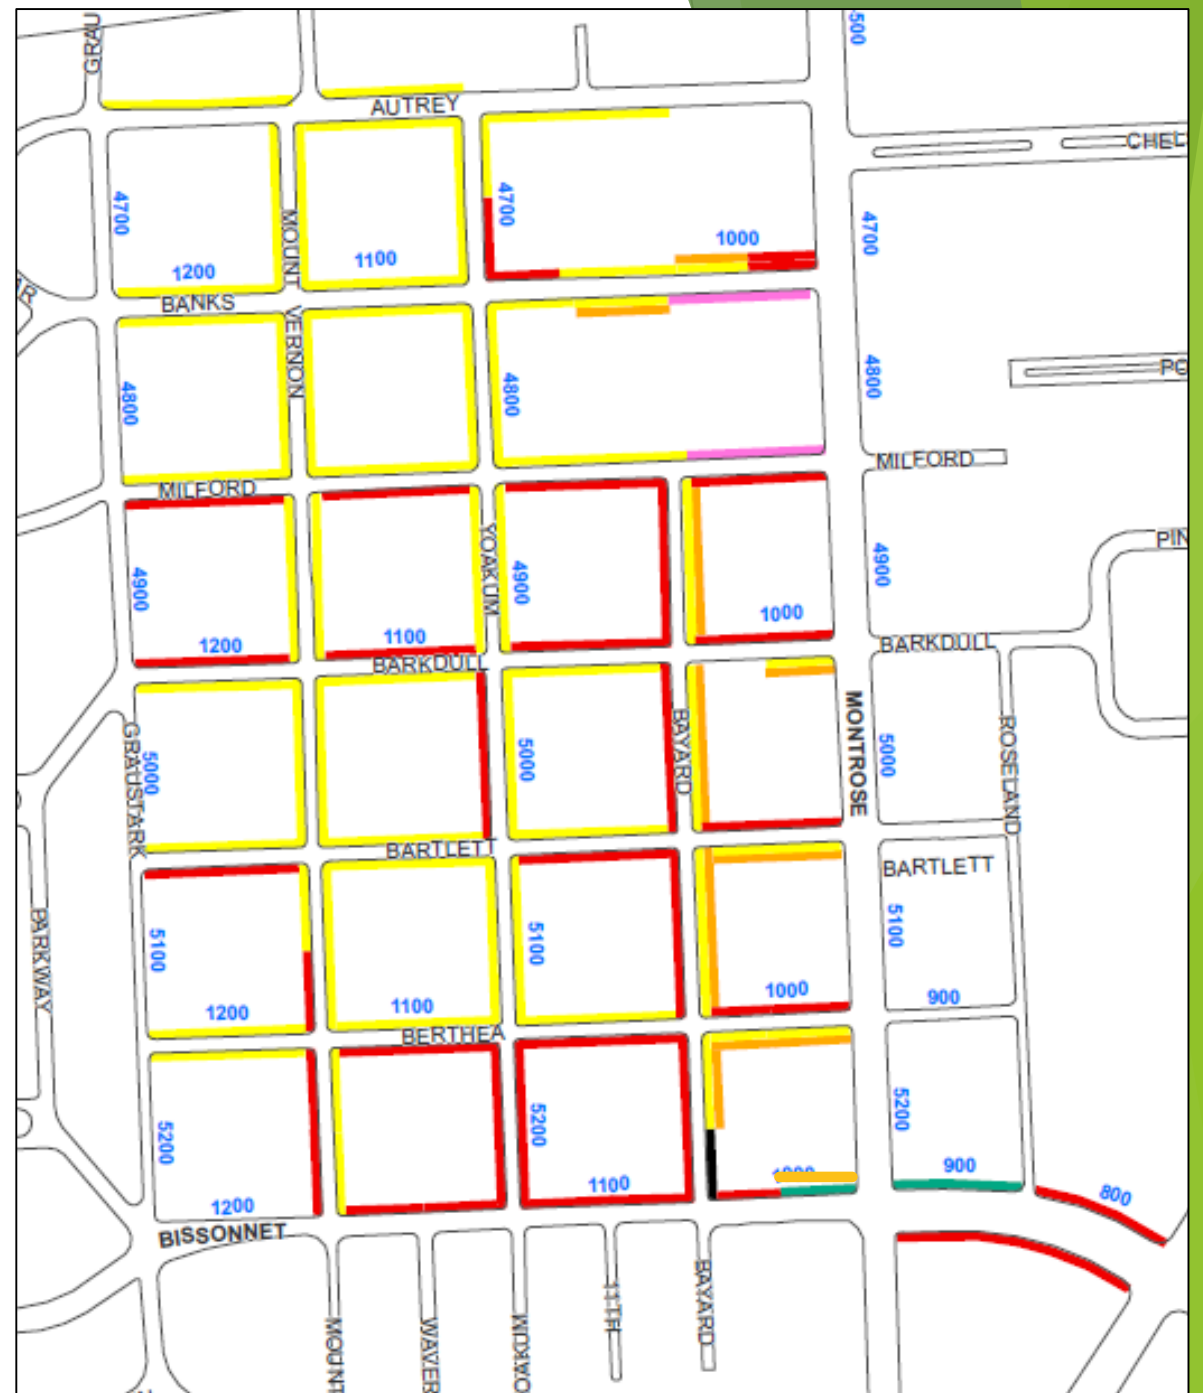 GRAU
500
AUTREY
CHEL
4700
MOUNT
4700
4700
1200
1100
1000
BANKS
VERNON
4800
4800
4800
PO
MILFORD
MILFORD
YOAKUM
4900
4900
4900
PIN
1200
1100
1000
BARKDULL
BARKDULL
GRAUSTARK
5000
5000
BAYARD
MONTROSE
5000
ROSELAND
BARTLETT
BARTLETT
PARKWAY
5100
5100
5100
1200
1100
1000
900
BERTHEA
5200
5200
5200
1200
1100
900
800
BISSONNET
MOUNT
WAVER
11TH
BAYARD